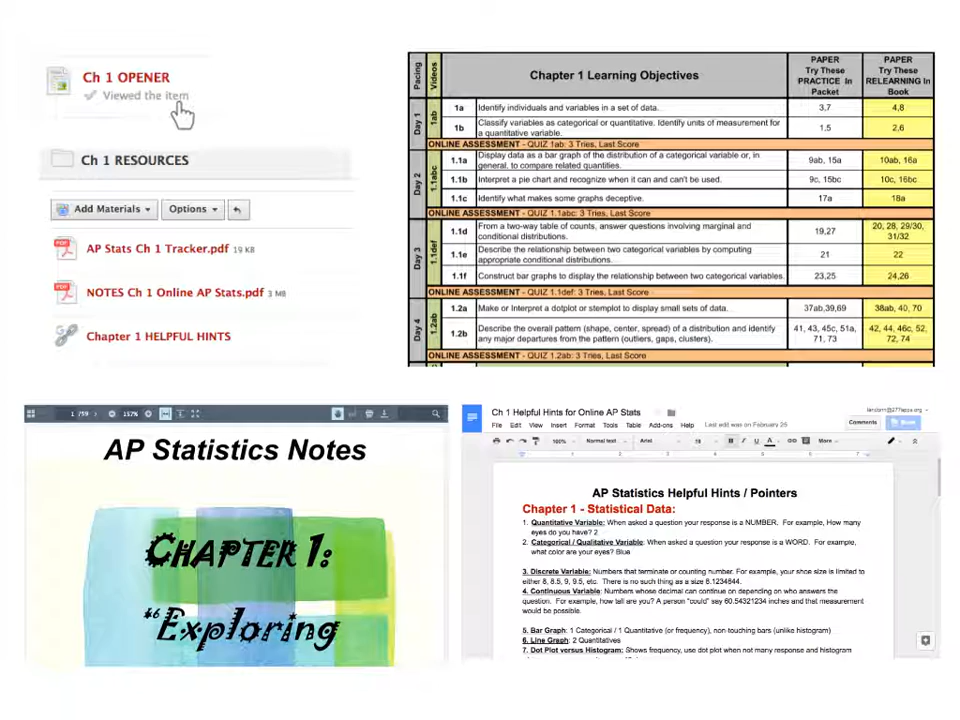 Ch 1 OPENER
Viewed the item
Ch 1 RESOURCES
Add Materials
Options
AP Stats Ch 1 Tracker.pdf 19 KB
NOTES Ch 1 Online AP Stats.pdf 3 MB
Chapter 1 HELPFUL HINTS
Pacing
Videos
Chapter 1 Learning Objectives
PAPER
Try These
PRACTICE In
Packet
PAPER
Try These
RELEARNING In
Book
Day 1
1ab
1a Identify individuals and variables in a set of data. 3,7 4,8
1b Classify variables as categorical or quantitative. Identify units of measurement for
a quantitative variable. 1,5 2,6
ONLINE ASSESSMENT - QUIZ 1ab: 3 Tries, Last Score
Day 2
1.1abc
1.1a Display data as a bar graph of the distribution of a categorical variable or, in
general, to compare related quantities. 9ab, 15a 10ab, 16a
1.1b Interpret a pie chart and recognize when it can and can't be used. 9c, 15bc 10c, 16bc
1.1c Identify what makes some graphs deceptive. 17a 18a
ONLINE ASSESSMENT - QUIZ 1.1abc: 3 Tries, Last Score
Day 3
1.1def
1.1d From a two-way table of counts, answer questions involving marginal and
conditional distributions. 19,27 20, 28, 29/30,
31/32
1.1e Describe the relationship between two categorical variables by computing
appropriate conditional distributions. 21 22
1.1f Construct bar graphs to display the relationship between two categorical variables. 23,25 24,26
ONLINE ASSESSMENT - QUIZ 1.1def: 3 Tries, Last Score
Day 4
1.2ab
1.2a Make or Interpret a dotplot or stemplot to display small sets of data. 37ab,39,69 38ab, 40, 70
1.2b Describe the overall pattern (shape, center, spread) of a distribution and identify
any major departures from the pattern (outliers, gaps, clusters). 41, 43, 45c, 51a,
71, 73 42, 44, 46c, 52,
72, 74
ONLINE ASSESSMENT - QUIZ 1.2ab: 3 Tries, Last Score
1 /59 157%
AP Statistics Notes
CHAPTER 1:
"Exploring
Ch 1 Helpful Hints for Online AP Stats
File Edit View Insert Format Tools Table Add-ons Help Last edit was on February 25
Comments
Share
100% Normal text Arial 18 B I U A More
1 2 3 4 5 6 7
AP Statistics Helpful Hints / Pointers
Chapter 1 - Statistical Data:
1. Quantitative Variable: When asked a question your response is a NUMBER. For example, How many
eyes do you have? 2
2. Categorical / Qualitative Variable: When asked a question your response is a WORD. For example,
what color are your eyes? Blue
3. Discrete Variable: Numbers that terminate or counting number. For example, your shoe size is limited to
either 8, 8.5, 9, 9.5, etc. There is no such thing as a size 8.1234844.
4. Continuous Variable: Numbers whose decimal can continue on depending on who answers the
question. For example, how tall are you? A person "could" say 60.54321234 inches and that measurement
would be possible.
5. Bar Graph: 1 Categorical / 1 Quantitative (or frequency), non-touching bars (unlike histogram)
6. Line Graph: 2 Quantitatives
7. Dot Plot versus Histogram: Shows frequency, use dot plot when not many response and histogram